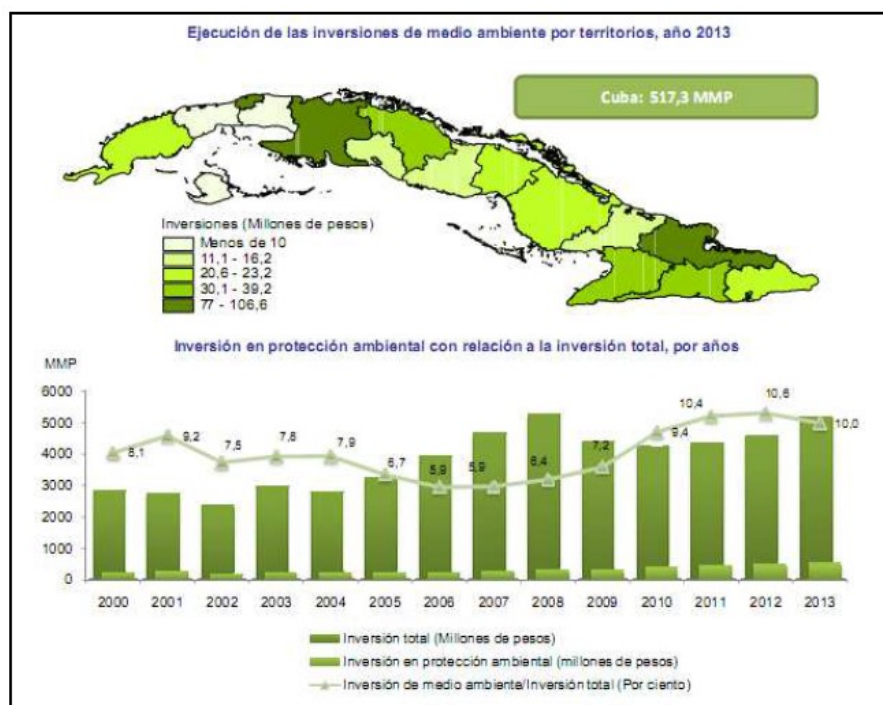 Ejecución de las inversiones de medio ambiente por territorios, año 2013
Cuba: 517,3 MMP
Inversiones (Millones de pesos)
Menos de 10
11,1 - 16,2
20,6 - 23,2
30,1 - 39,2
77 - 106,6
Inversión en protección ambiental con relación a la inversión total, por años
MMP
6000
5000
4000
3000
2000
1000
0
8,1
9,2
7,5
7,8
7,9
6,7
5,9
5,9
6,4
7,2
9,4
10,4
10,6
10,0
2000 2001 2002 2003 2004 2005 2006 2007 2008 2009 2010 2011 2012 2013
Inversión total (Millones de pesos)
Inversión en protección ambiental (millones de pesos)
Inversión de medio ambiente/Inversión total (Por ciento)